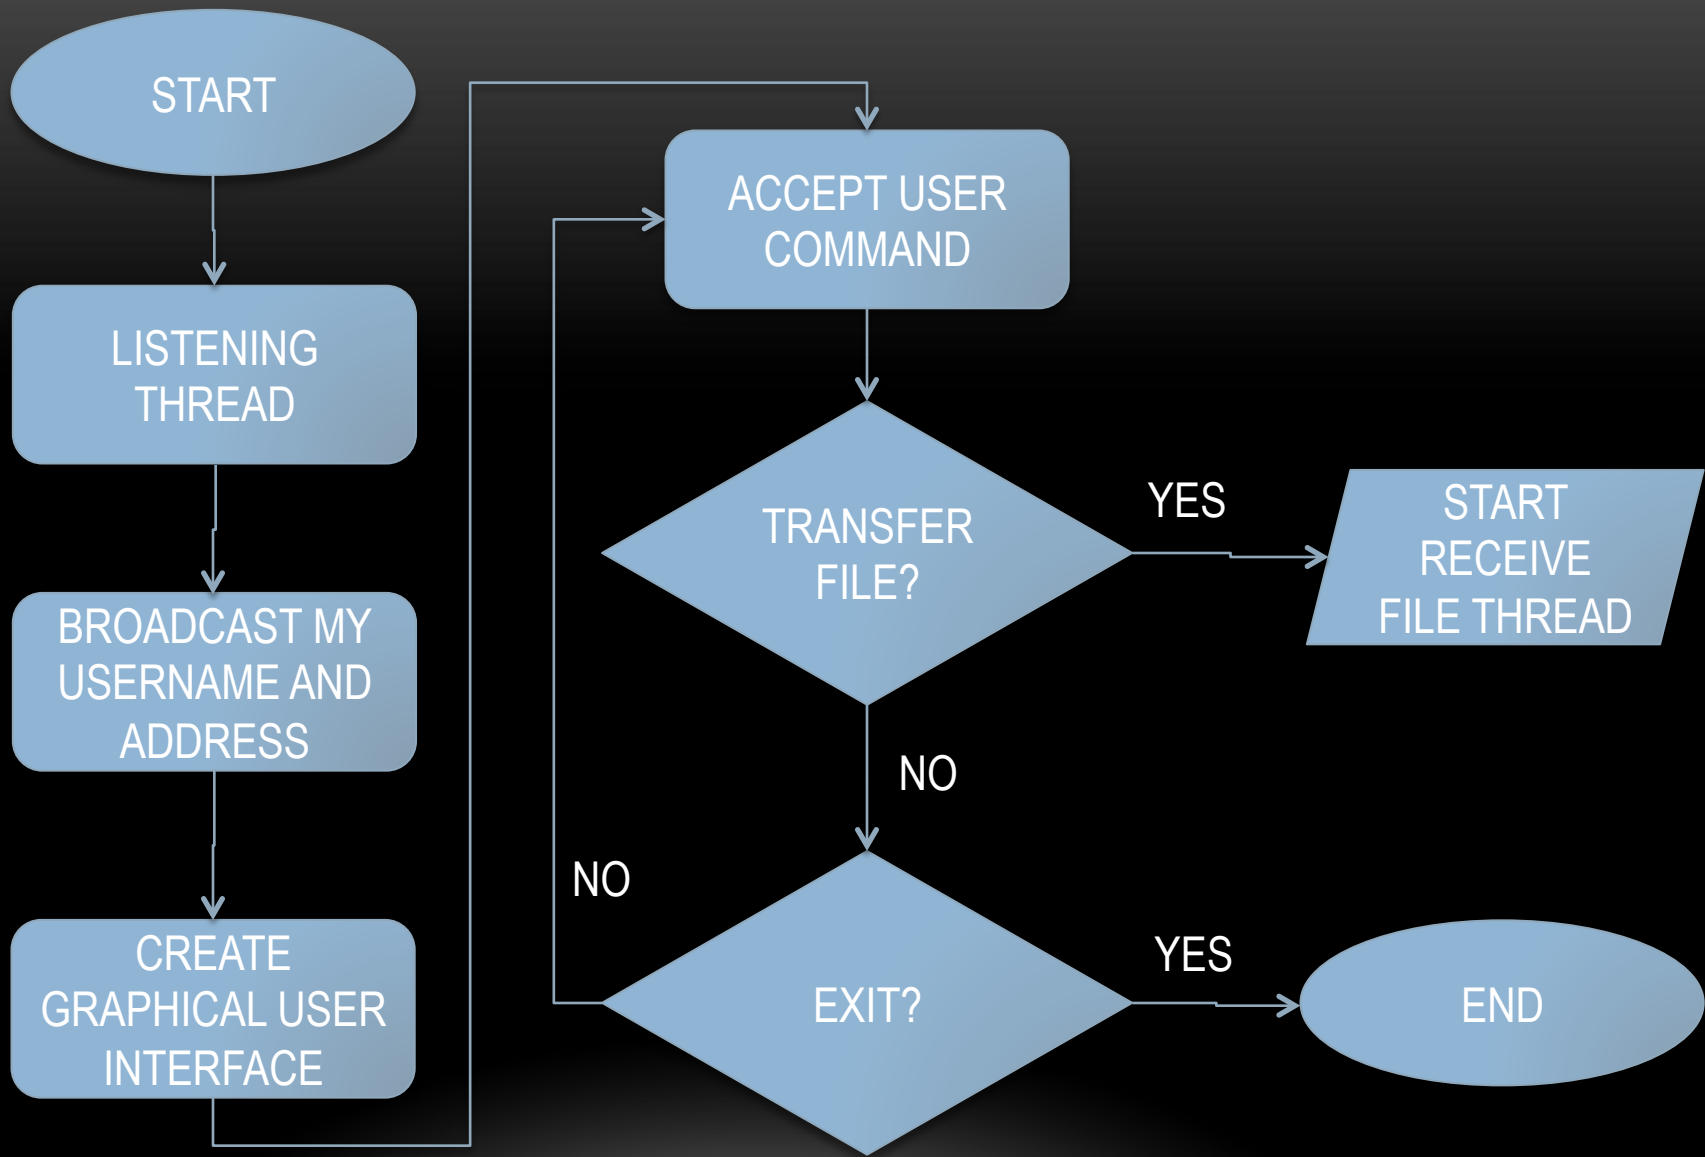 START
LISTENING
THREAD
BROADCAST MY
USERNAME AND
ADDRESS
CREATE
GRAPHICAL USER
INTERFACE
ACCEPT USER
COMMAND
TRANSFER
FILE?
YES
START
RECEIVE
FILE THREAD
NO
EXIT?
NO
YES
END